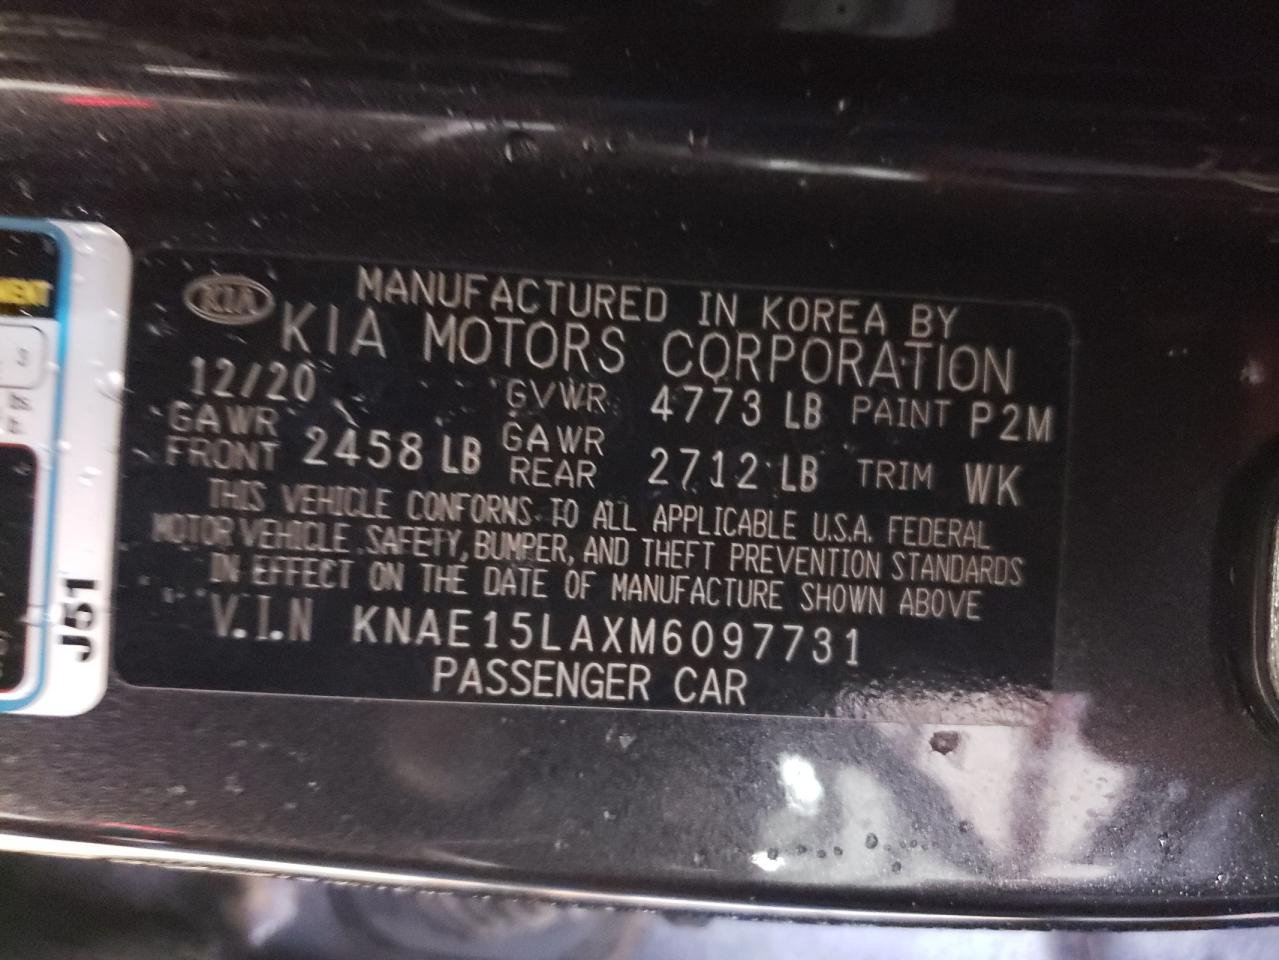 KIA
MANUFACTURED IN KOREA BY
KIA MOTORS CORPORATION
12/20 GVWR 4773 LB PAINT P2M
GAWR FRONT 2458 LB GAWR REAR 2712 LB TRIM WK
THIS VEHICLE CONFORMS TO ALL APPLICABLE U.S.A. FEDERAL
MOTOR VEHICLE SAFETY, BUMPER, AND THEFT PREVENTION STANDARDS
IN EFFECT ON THE DATE OF MANUFACTURE SHOWN ABOVE
V.I.N KNAE15LAXM6097731
PASSENGER CAR
J51